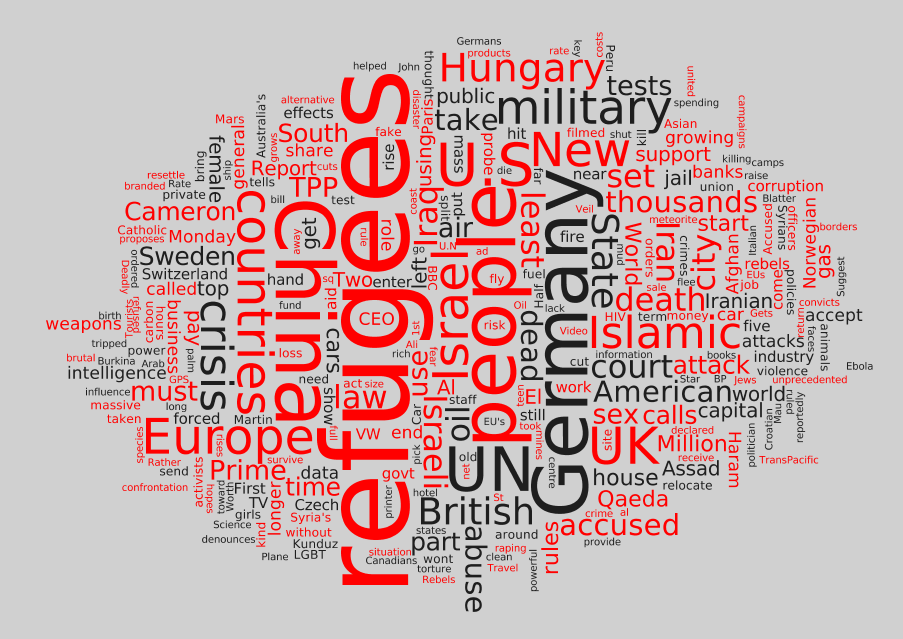 Germans
helped
John
products
rate
key
costs
Peru
thought
Hungary
tests
united
alternative
effects
disaster
public
military
spending
campaigns
Mars
Australia's
South
fake
Paris
take
Asian
general
grows
share
rise
using
mass
probe
hit
New
filmed
shut
kill
growing
female
ship
bring
Report
cuts
U.S
die
support
killing
camps
resettle
branded
Rate
private
tells
TPP
test
far
near
set
jail
banks
raise
union
corruption
bill
coast
split
put
least
Veil
thousands
Blatter
Cameron
countries
China
away
get
refugees
rule
role
Iraq
air
people
Germany
fire
state
mud
meteorite
start
Italian
Accused
Syrians
officers
Norwegian
borders
Catholic
proposes
Monday
go
U.N
ad
World
orders
Iran
crimes
flee
city
Afghan
rebels
EUs
job
come
policies
gas
Suggest
Sweden
Deadly
ordered
Switzerland
hand
sq
Two
enter
left
BBC
fly
fuel
sale
called
top
aid
Israel
Half
death
Iranian
return
convicts
birth
tourists
refused
carbon
hours
business
pay
crisis
fund
CEO
1st
Oil
risk
lack
dead
HIV
term
money
car
Gets
five
accept
weapons
tripped
cars
Video
Islamic
attacks
faces
animals
brutal
Burkina
power
Arab
palm
loss
Ali
rich
fear
cut
information
books
industry
court
attack
violence
Ebola
intelligence
GPS
need
act
size
use
Al
teen
work
Star
BP
Jews
unprecedented
influence
must
show
law
staff
El
American
world
ruled
reportedly
massive
long
Car
oil
EU's
still
sex
calls
capital
Mau
Croatian
taken
forced
Martin
full
took
mines
politician
Europe
rises
VW
end
pick
Israeli
UK
site
declared
Million
Haram
species
Rather
survive
old
net
centre
receive
TransPacific
confrontation
send
activists
Prime
data
govt
UN
house
Assad
relocate
hopes
toward
Worth
First
longer
time
printer
hotel
St
Qaeda
TV
Czech
British
crime
al
girls
Science
kind
Syria's
states
around
accused
denounces
without
part
abuse
provide
Kunduz
situation
wont
clean
raping
rules
Plane
LGBT
Canadians
torture
Travel
powerful
Rebels